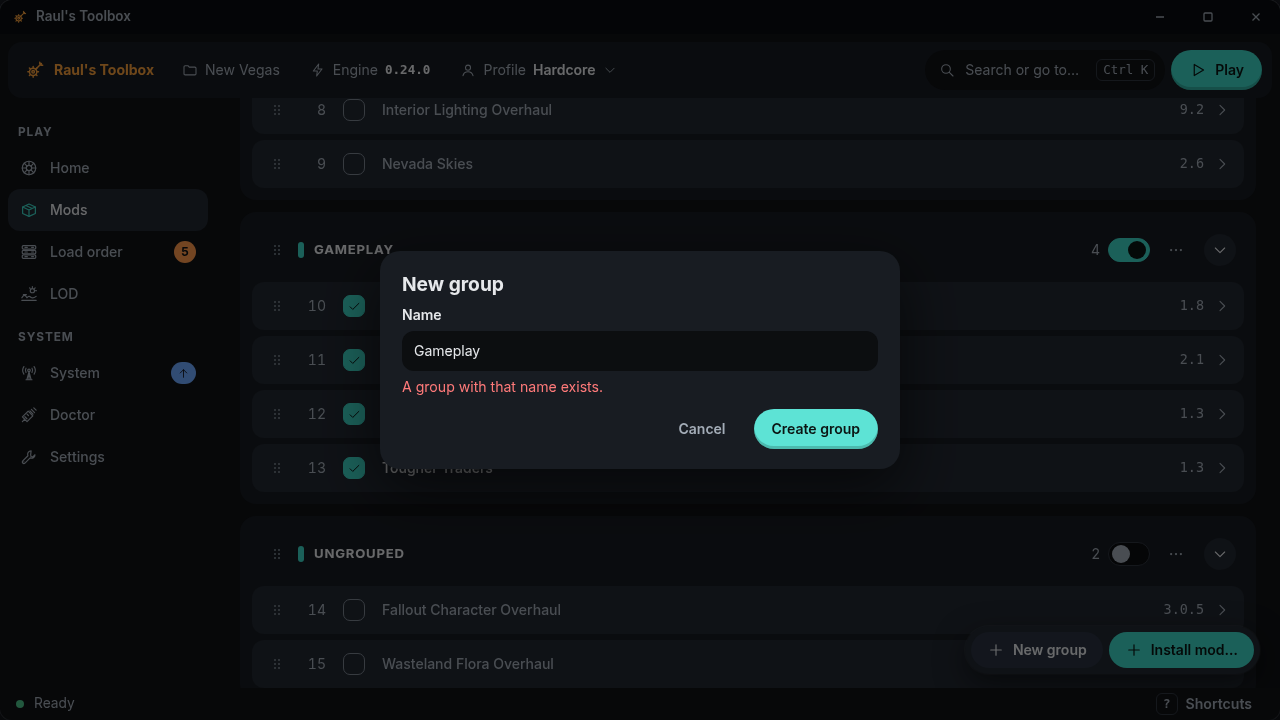 Raul's Toolbox
Raul's Toolbox
New Vegas
Engine 0.24.0
Profile Hardcore
Search or go to...
Ctrl K
Play
PLAY
Home
Mods
Load order
5
LOD
SYSTEM
System
Doctor
Settings
8 Interior Lighting Overhaul 9.2
9 Nevada Skies 2.6
GAMEPLAY 4
10 1.8
11 2.1
12 1.3
13 Tougher Traders 1.3
New group
Name
Gameplay
A group with that name exists.
Cancel
Create group
UNGROUPED 2
14 Fallout Character Overhaul 3.0.5
15 Wasteland Flora Overhaul
New group
Install mod...
Ready
? Shortcuts